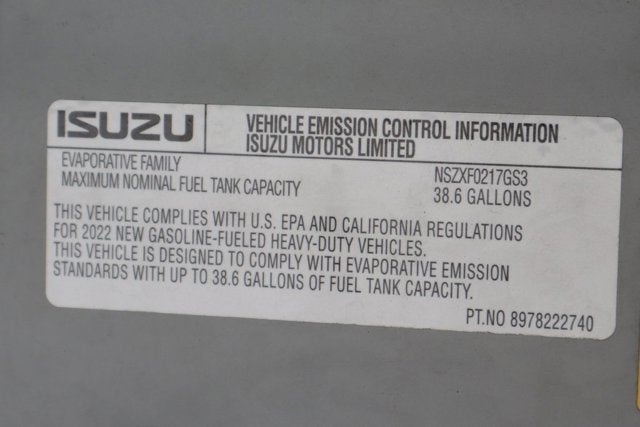 ISUZU
VEHICLE EMISSION CONTROL INFORMATION
ISUZU MOTORS LIMITED
EVAPORATIVE FAMILY NSZXF0217GS3
MAXIMUM NOMINAL FUEL TANK CAPACITY 38.6 GALLONS
THIS VEHICLE COMPLIES WITH U.S. EPA AND CALIFORNIA REGULATIONS
FOR 2022 NEW GASOLINE-FUELED HEAVY-DUTY VEHICLES.
THIS VEHICLE IS DESIGNED TO COMPLY WITH EVAPORATIVE EMISSION
STANDARDS WITH UP TO 38.6 GALLONS OF FUEL TANK CAPACITY.
PT.NO 8978222740